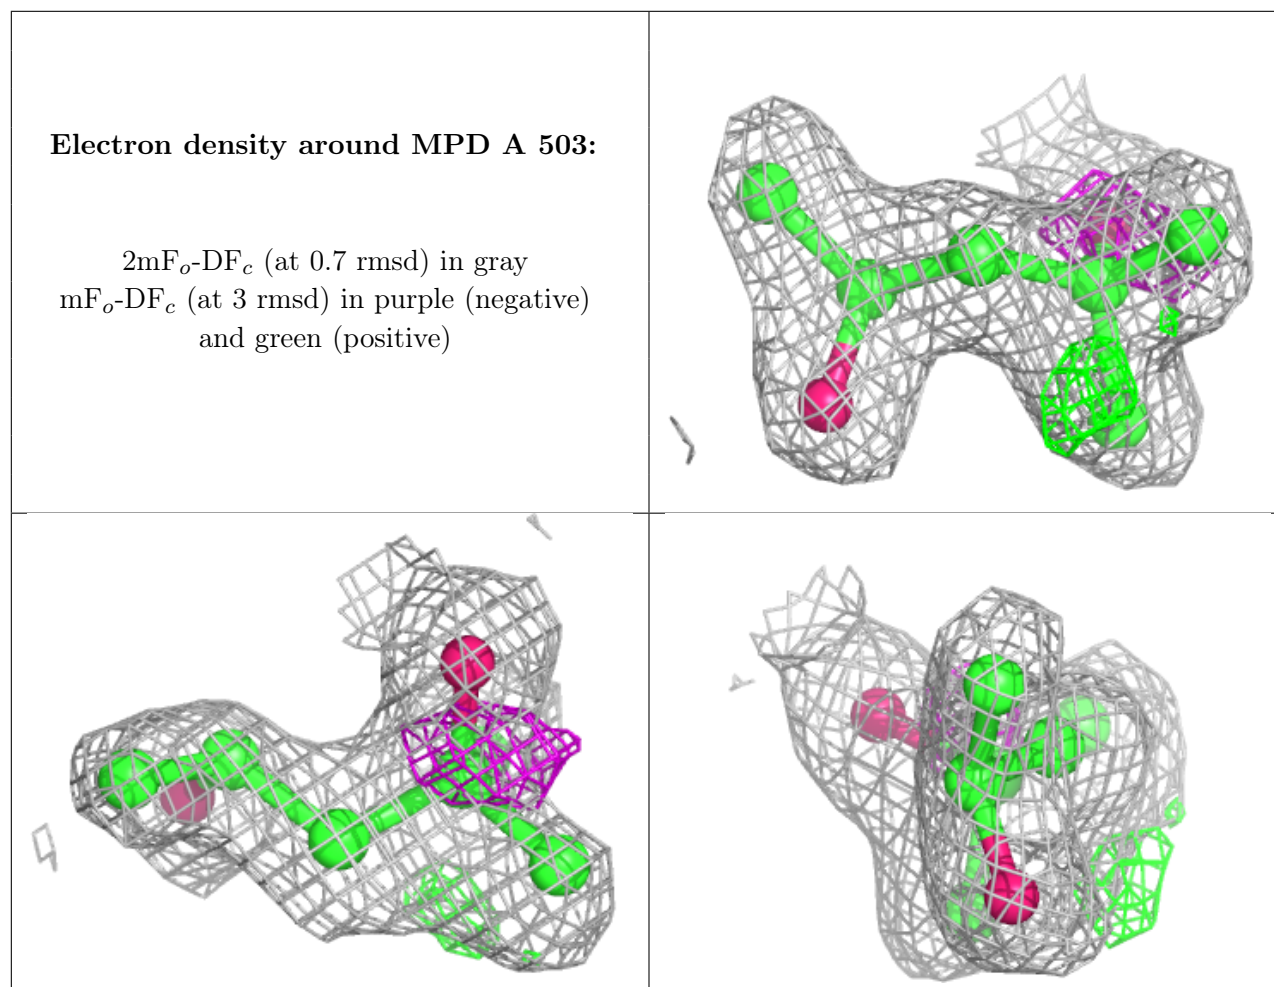 Electron density around MPD A 503:
2mFo-DFc (at 0.7 rmsd) in gray
mFo-DFc (at 3 rmsd) in purple (negative)
and green (positive)